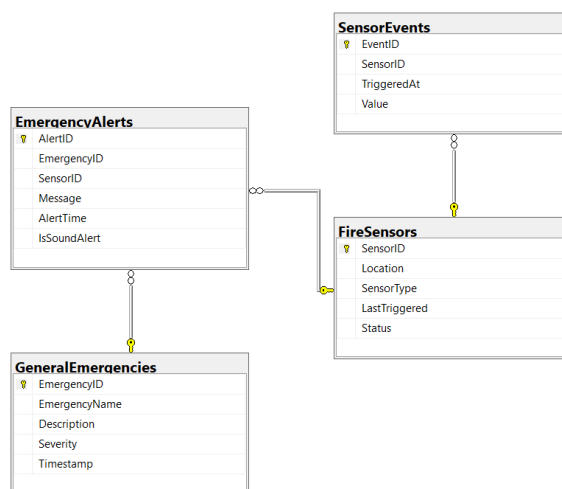 SensorEvents
EventID
SensorID
TriggeredAt
Value
EmergencyAlerts
AlertID
EmergencyID
SensorID
Message
AlertTime
IsSoundAlert
FireSensors
SensorID
Location
SensorType
LastTriggered
Status
GeneralEmergencies
EmergencyID
EmergencyName
Description
Severity
Timestamp